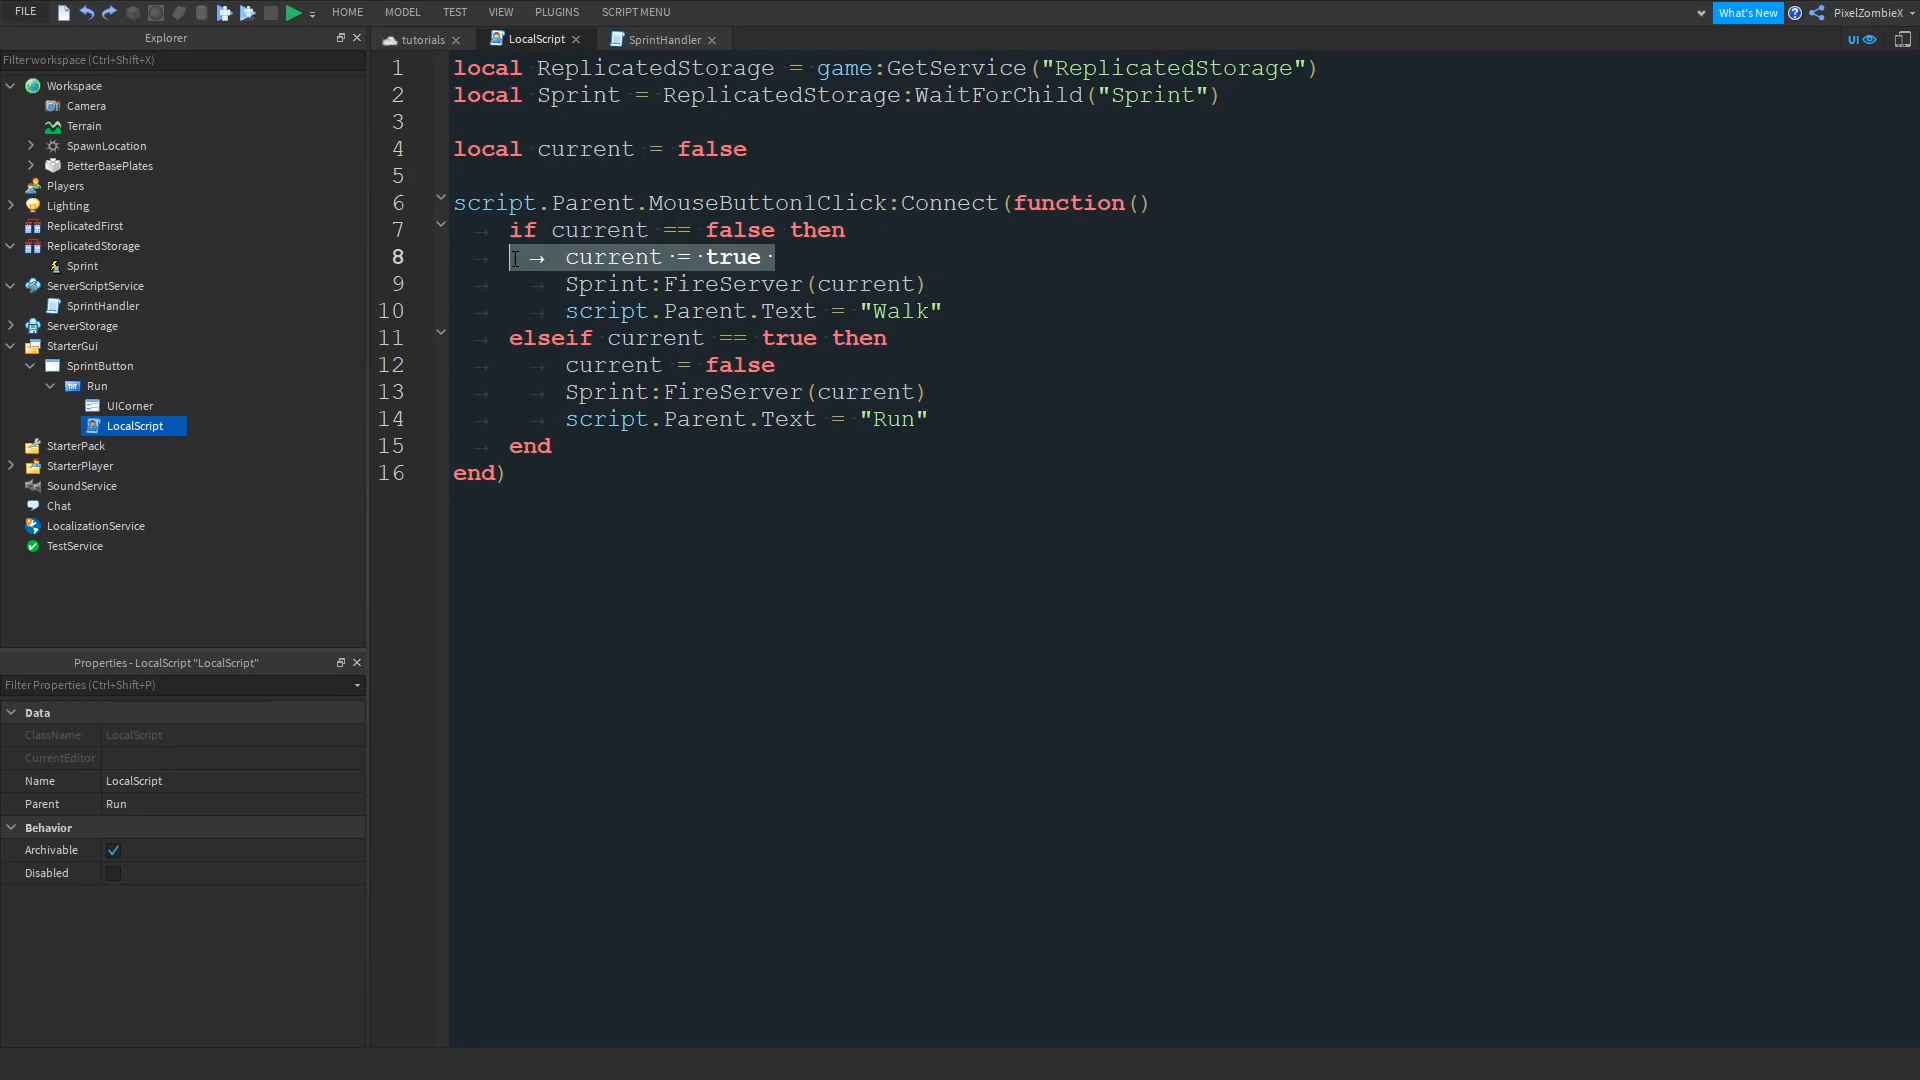 FILE
HOME
MODEL
TEST
VIEW
PLUGINS
SCRIPT MENU
What's New
PixelZombieX
Explorer
tutorials
LocalScript
SprintHandler
UI
Filter workspace (Ctrl+Shift+X)
Workspace
Camera
Terrain
SpawnLocation
BetterBasePlates
Players
Lighting
ReplicatedFirst
ReplicatedStorage
Sprint
ServerScriptService
SprintHandler
ServerStorage
StarterGui
SprintButton
Run
UICorner
LocalScript
StarterPack
StarterPlayer
SoundService
Chat
LocalizationService
TestService
Properties - LocalScript "LocalScript"
Filter Properties (Ctrl+Shift+P)
Data
ClassName LocalScript
CurrentEditor
Name LocalScript
Parent Run
Behavior
Archivable
Disabled
1 local ReplicatedStorage = game:GetService("ReplicatedStorage")
2 local Sprint = ReplicatedStorage:WaitForChild("Sprint")
3
4 local current = false
5
6 script.Parent.MouseButton1Click:Connect(function()
7 if current == false then
8 current = true
9 Sprint:FireServer(current)
10 script.Parent.Text = "Walk"
11 elseif current == true then
12 current = false
13 Sprint:FireServer(current)
14 script.Parent.Text = "Run"
15 end
16 end)